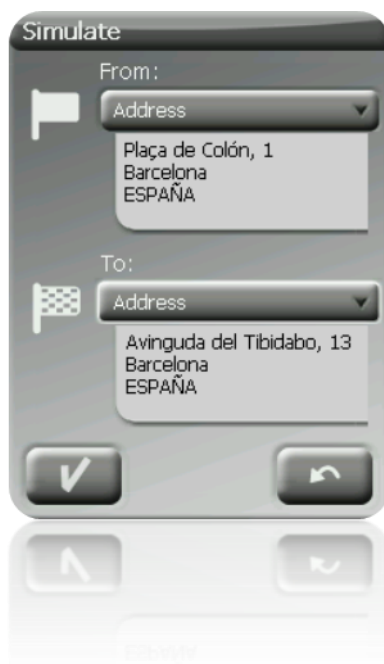 Simulate
From:
Address
Plaça de Colón, 1
Barcelona
ESPAÑA
To:
Address
Avinguda del Tibidabo, 13
Barcelona
ESPAÑA